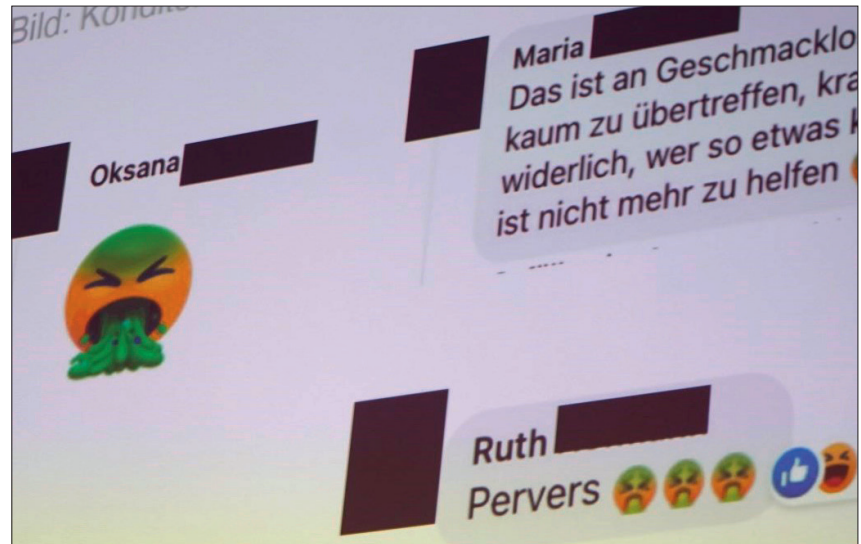 Bild:
Oksana
Maria
Das ist an Geschmacklo
kaum zu übertreffen, kra
widerlich, wer so etwas
ist nicht mehr zu helfen
Ruth
Pervers